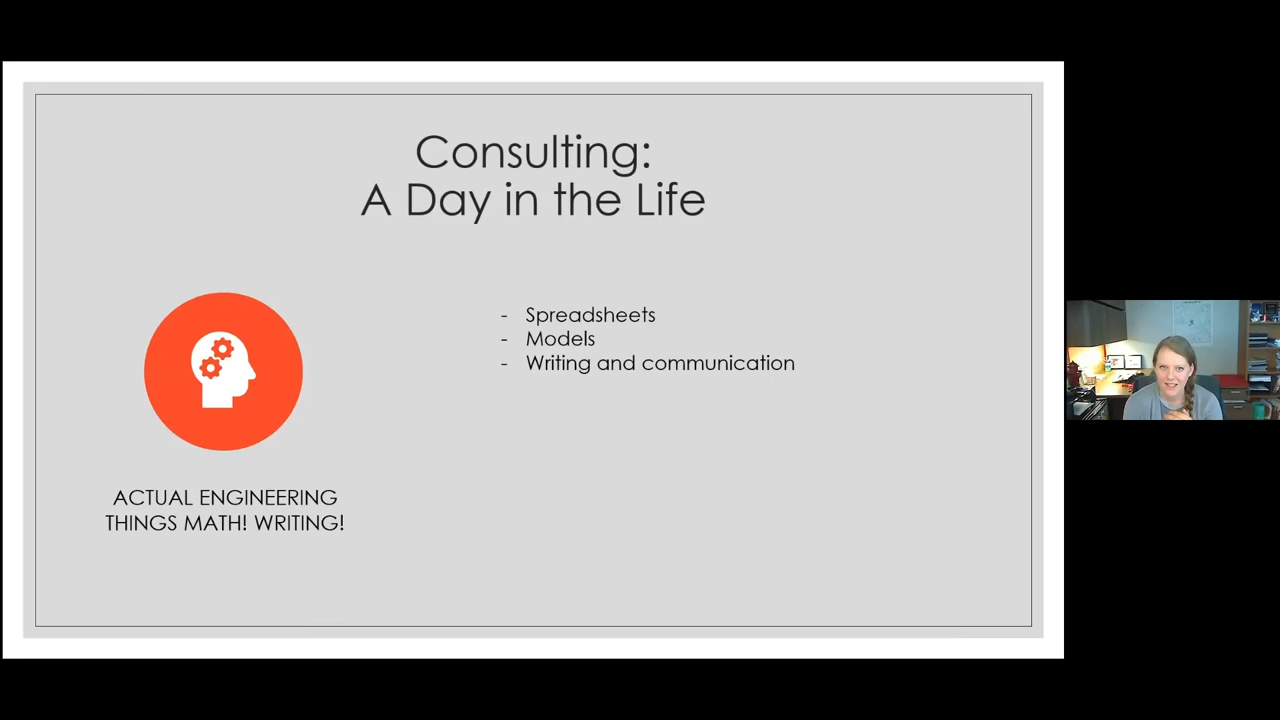 Consulting:
A Day in the Life
- Spreadsheets
- Models
- Writing and communication
ACTUAL ENGINEERING
THINGS MATH! WRITING!